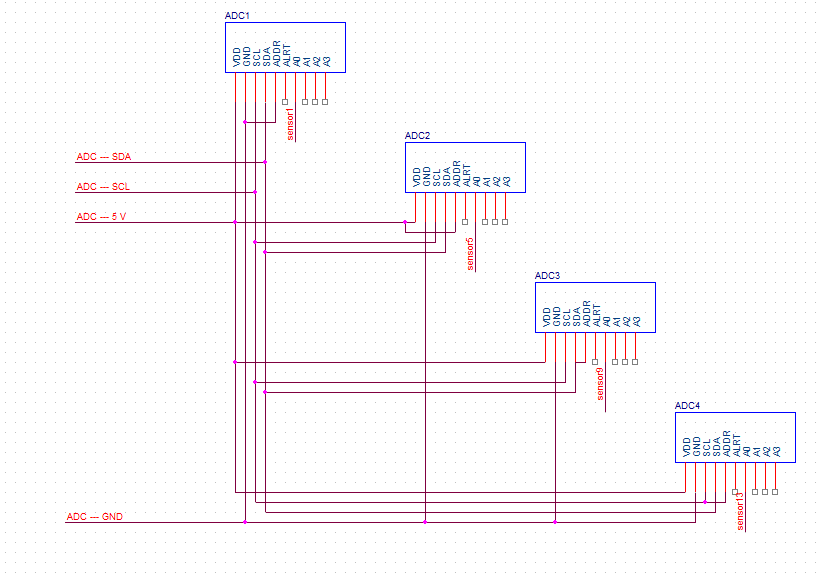 ADC1
VDD GND SCL SDA ADDR ALRT A0 A1 A2 A3
sensor1
ADC2
ADC --- SDA
VDD GND SCL SDA ADDR ALRT A0 A1 A2 A3
ADC --- SCL
ADC --- 5 V
sensor5
ADC3
VDD GND SCL SDA ADDR ALRT A0 A1 A2 A3
sensor9
ADC4
VDD GND SCL SDA ADDR ALRT A0 A1 A2 A3
sensor13
ADC --- GND